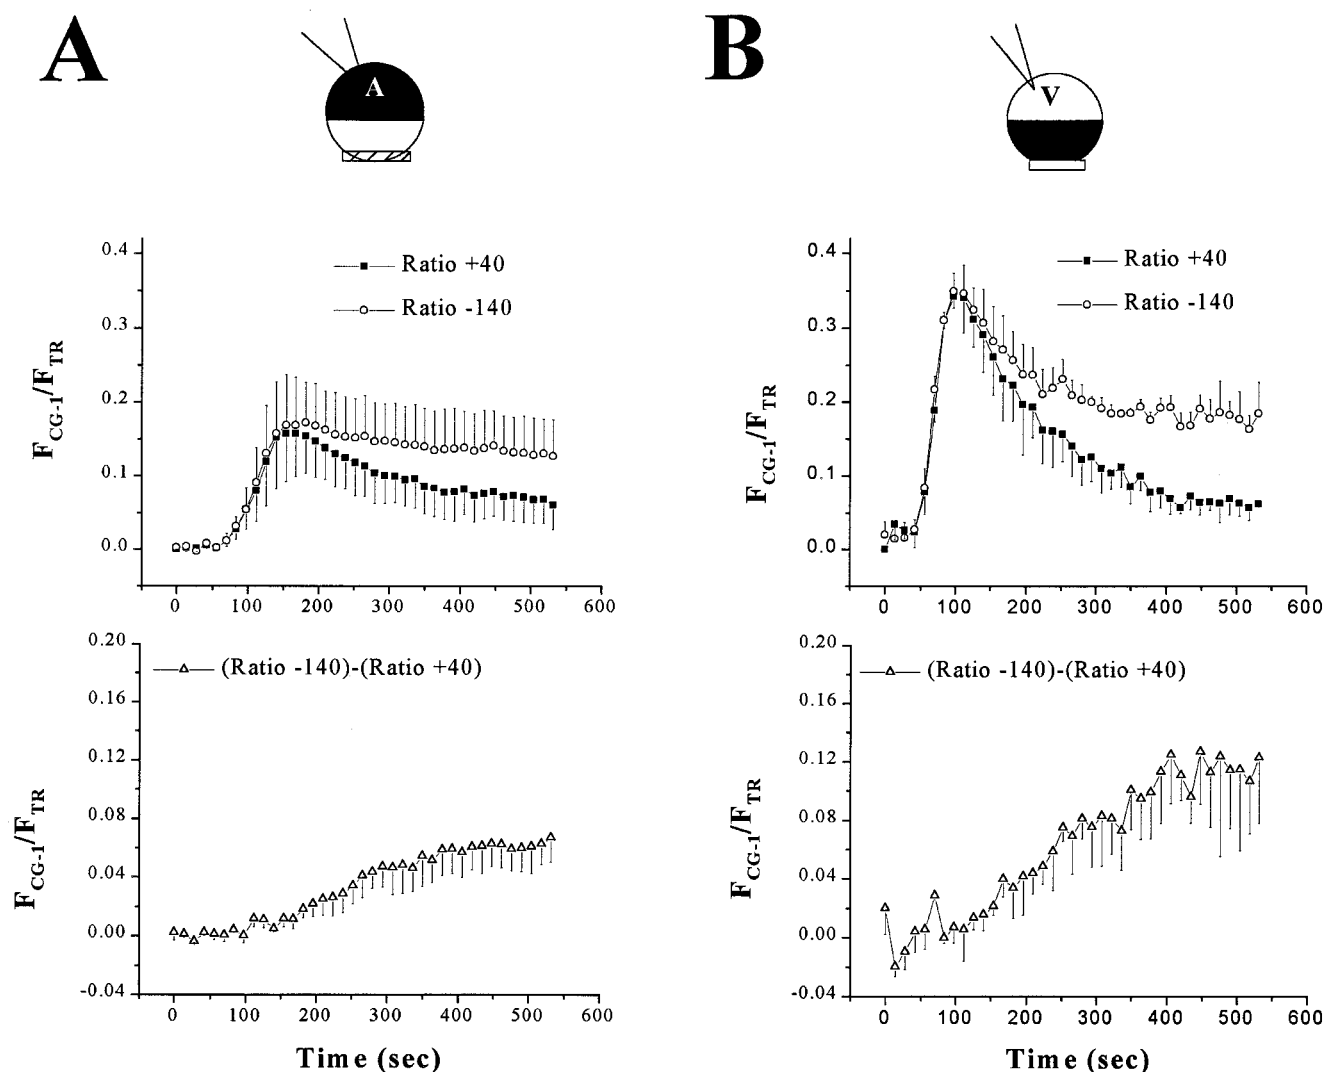 A
A
Ratio +40
Ratio -140
F_CG-1/F_TR
0.4
0.3
0.2
0.1
0.0
0 100 200 300 400 500 600
(Ratio -140)-(Ratio +40)
F_CG-1/F_TR
0.20
0.16
0.12
0.08
0.04
0.00
-0.04
0 100 200 300 400 500 600
Time (sec)
B
V
Ratio +40
Ratio -140
F_CG-1/F_TR
0.4
0.3
0.2
0.1
0.0
0 100 200 300 400 500 600
(Ratio -140)-(Ratio +40)
F_CG-1/F_TR
0.20
0.16
0.12
0.08
0.04
0.00
-0.04
0 100 200 300 400 500 600
Time (sec)